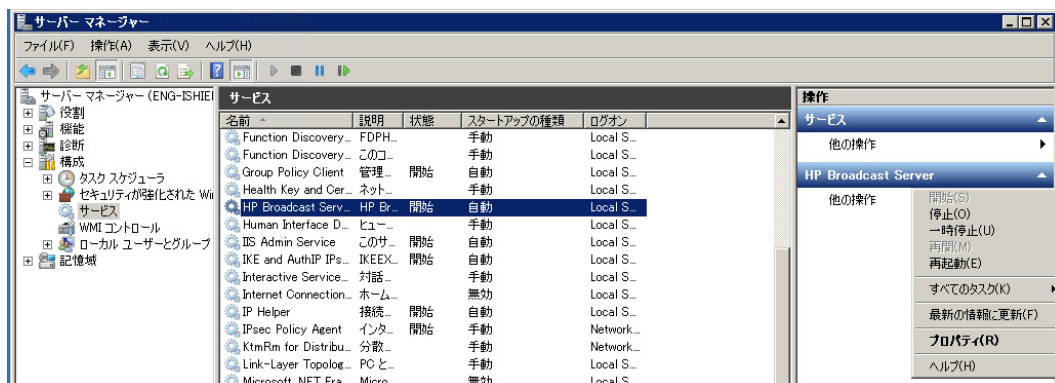 サーバー マネージャー
ファイル(F) 操作(A) 表示(V) ヘルプ(H)
サーバー マネージャー (ENG-ISHIEI
役割
機能
診断
構成
タスク スケジューラ
セキュリティが強化された Wi
サービス
WMI コントロール
ローカル ユーザーとグループ
記憶域
サービス
名前 説明 状態 スタートアップの種類 ログオン
Function Discovery... FDPH... 手動 Local S...
Function Discovery... このコ... 手動 Local S...
Group Policy Client 管理... 開始 自動 Local S...
Health Key and Cer... ネット... 手動 Local S...
HP Broadcast Serv... HP Br... 開始 自動 Local S...
Human Interface D... ヒュー... 手動 Local S...
IIS Admin Service このサ... 開始 自動 Local S...
IKE and AuthIP IPs... IKEEX... 開始 自動 Local S...
Interactive Service... 対話... 手動 Local S...
Internet Connection... ホーム... 無効 Local S...
IP Helper 接続... 開始 自動 Local S...
IPsec Policy Agent インタ... 開始 手動 Network...
KtmRm for Distribu... 分散... 手動 Network...
Link-Layer Topolog... PC と... 手動 Local S...
Microsoft .NET Fra... Micro... 無効 Local S...
操作
サービス
他の操作
HP Broadcast Server
他の操作
開始(S)
停止(O)
一時停止(U)
再開(M)
再起動(E)
すべてのタスク(K)
最新の情報に更新(F)
プロパティ(R)
ヘルプ(H)